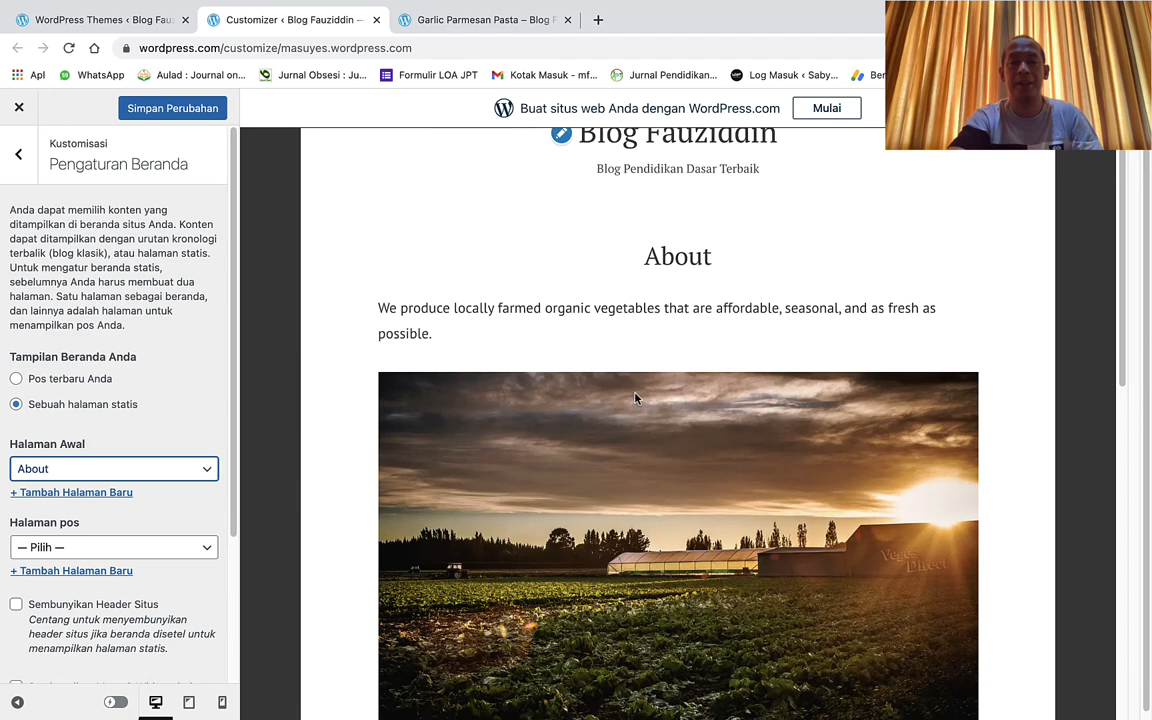 WordPress Themes ‹ Blog Fauz
Customizer ‹ Blog Fauziddin —
Garlic Parmesan Pasta – Blog F
wordpress.com/customize/masuyes.wordpress.com
Apl
WhatsApp
Aulad : Journal on...
Jurnal Obsesi : Ju...
Formulir LOA JPT
Kotak Masuk - mf...
Jurnal Pendidikan...
Log Masuk ‹ Saby...
Simpan Perubahan
Buat situs web Anda dengan WordPress.com
Mulai
Kustomisasi
Pengaturan Beranda
Anda dapat memilih konten yang
ditampilkan di beranda situs Anda. Konten
dapat ditampilkan dengan urutan kronologi
terbalik (blog klasik), atau halaman statis.
Untuk mengatur beranda statis,
sebelumnya Anda harus membuat dua
halaman. Satu halaman sebagai beranda,
dan lainnya adalah halaman untuk
menampilkan pos Anda.
Tampilan Beranda Anda
Pos terbaru Anda
Sebuah halaman statis
Halaman Awal
About
+ Tambah Halaman Baru
Halaman pos
— Pilih —
+ Tambah Halaman Baru
Sembunyikan Header Situs
Centang untuk menyembunyikan
header situs jika beranda disetel untuk
menampilkan halaman statis.
Blog Fauziddin
Blog Pendidikan Dasar Terbaik
About
We produce locally farmed organic vegetables that are affordable, seasonal, and as fresh as
possible.
Veges
Direct